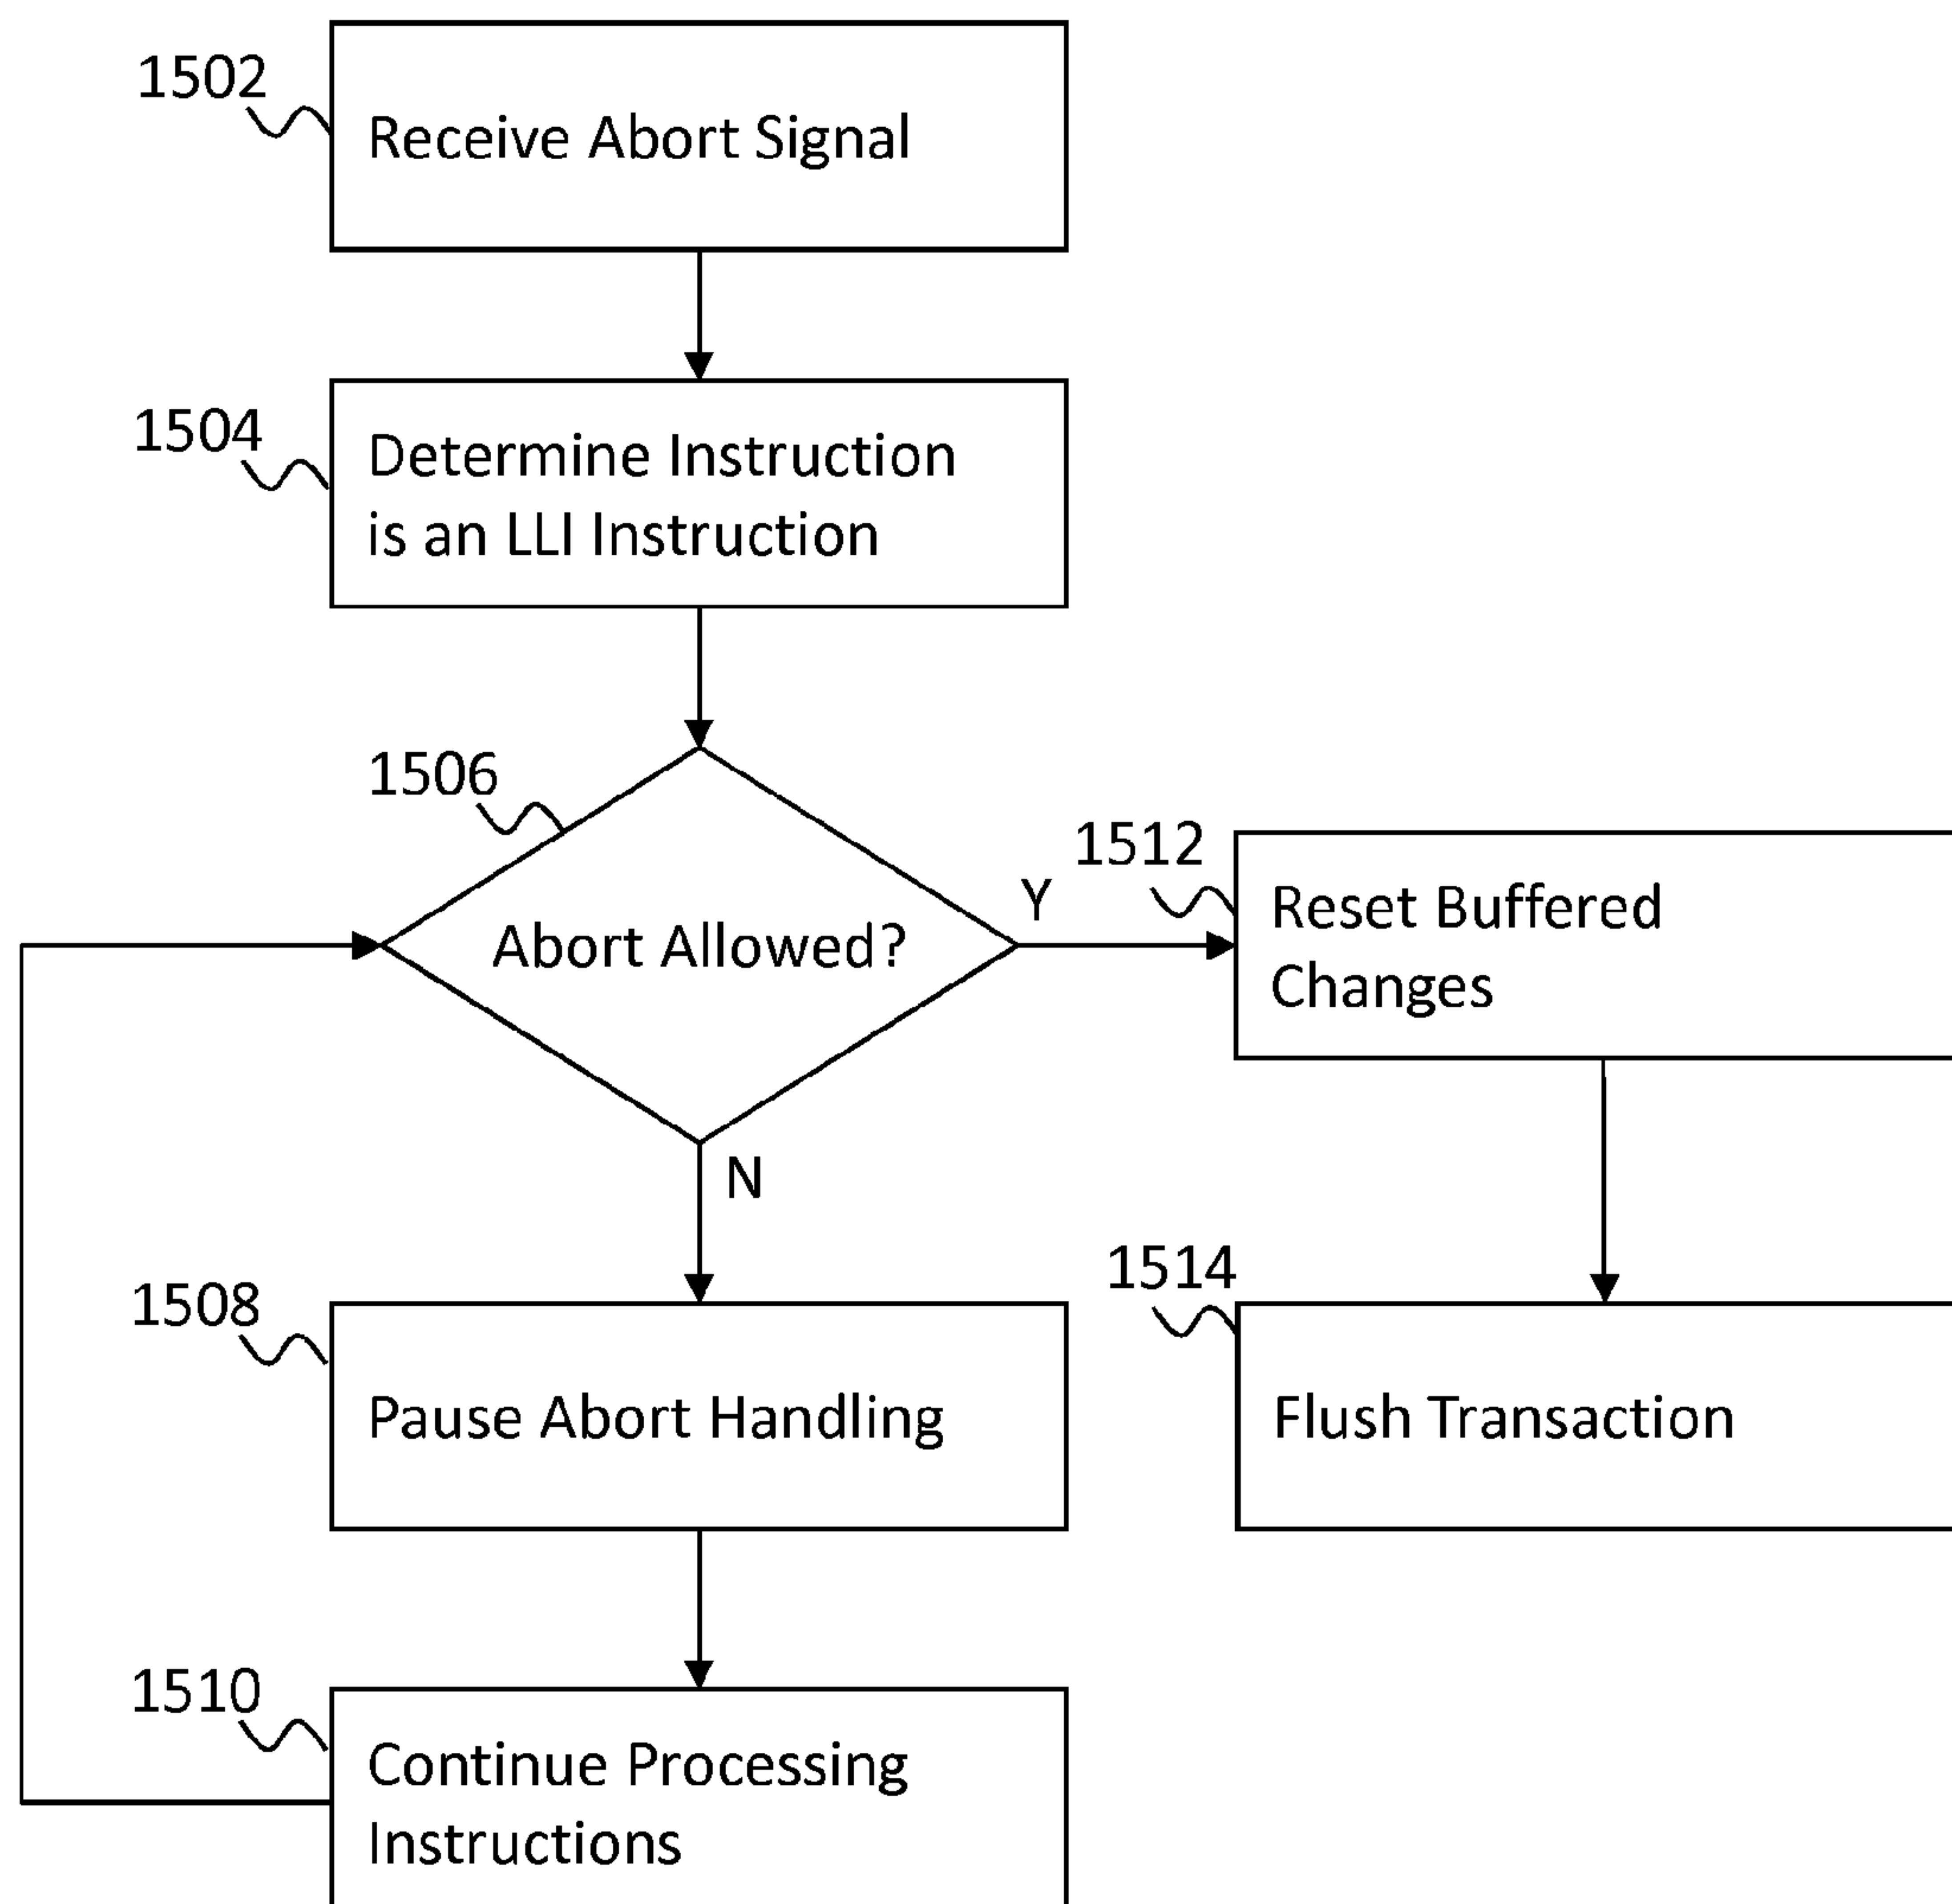 1502
Receive Abort Signal
1504
Determine Instruction
is an LLI Instruction
1506
Abort Allowed?
Y
1512
Reset Buffered
Changes
N
1508
Pause Abort Handling
1514
Flush Transaction
1510
Continue Processing
Instructions